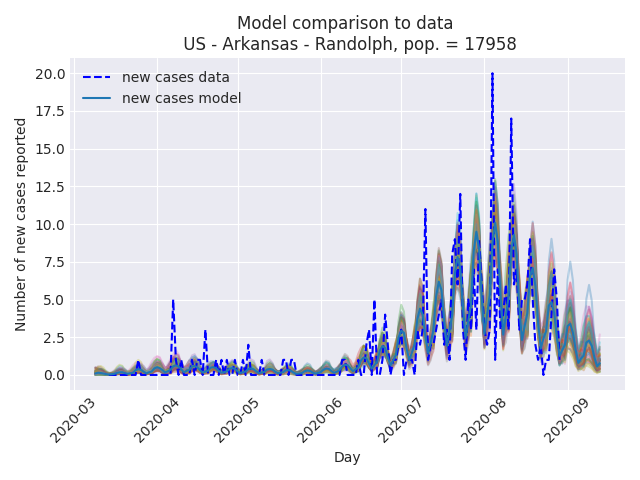 Model comparison to data
US - Arkansas - Randolph, pop. = 17958
new cases data
new cases model
Number of new cases reported
20.0
17.5
15.0
12.5
10.0
7.5
5.0
2.5
0.0
2020-03
2020-04
2020-05
2020-06
2020-07
2020-08
2020-09
Day